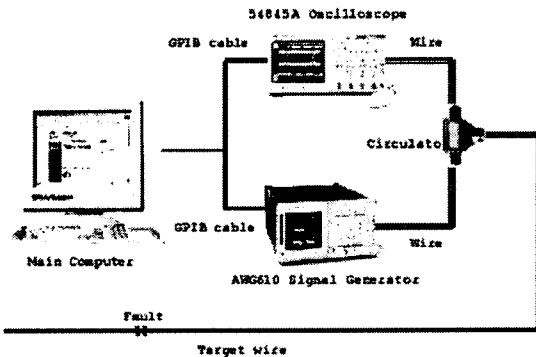 54845A Oscilloscope
GPIB cable
Wire
Circulato
GPIB cable
Wire
Main Computer
AWG610 Signal Generator
Fault
Target wire